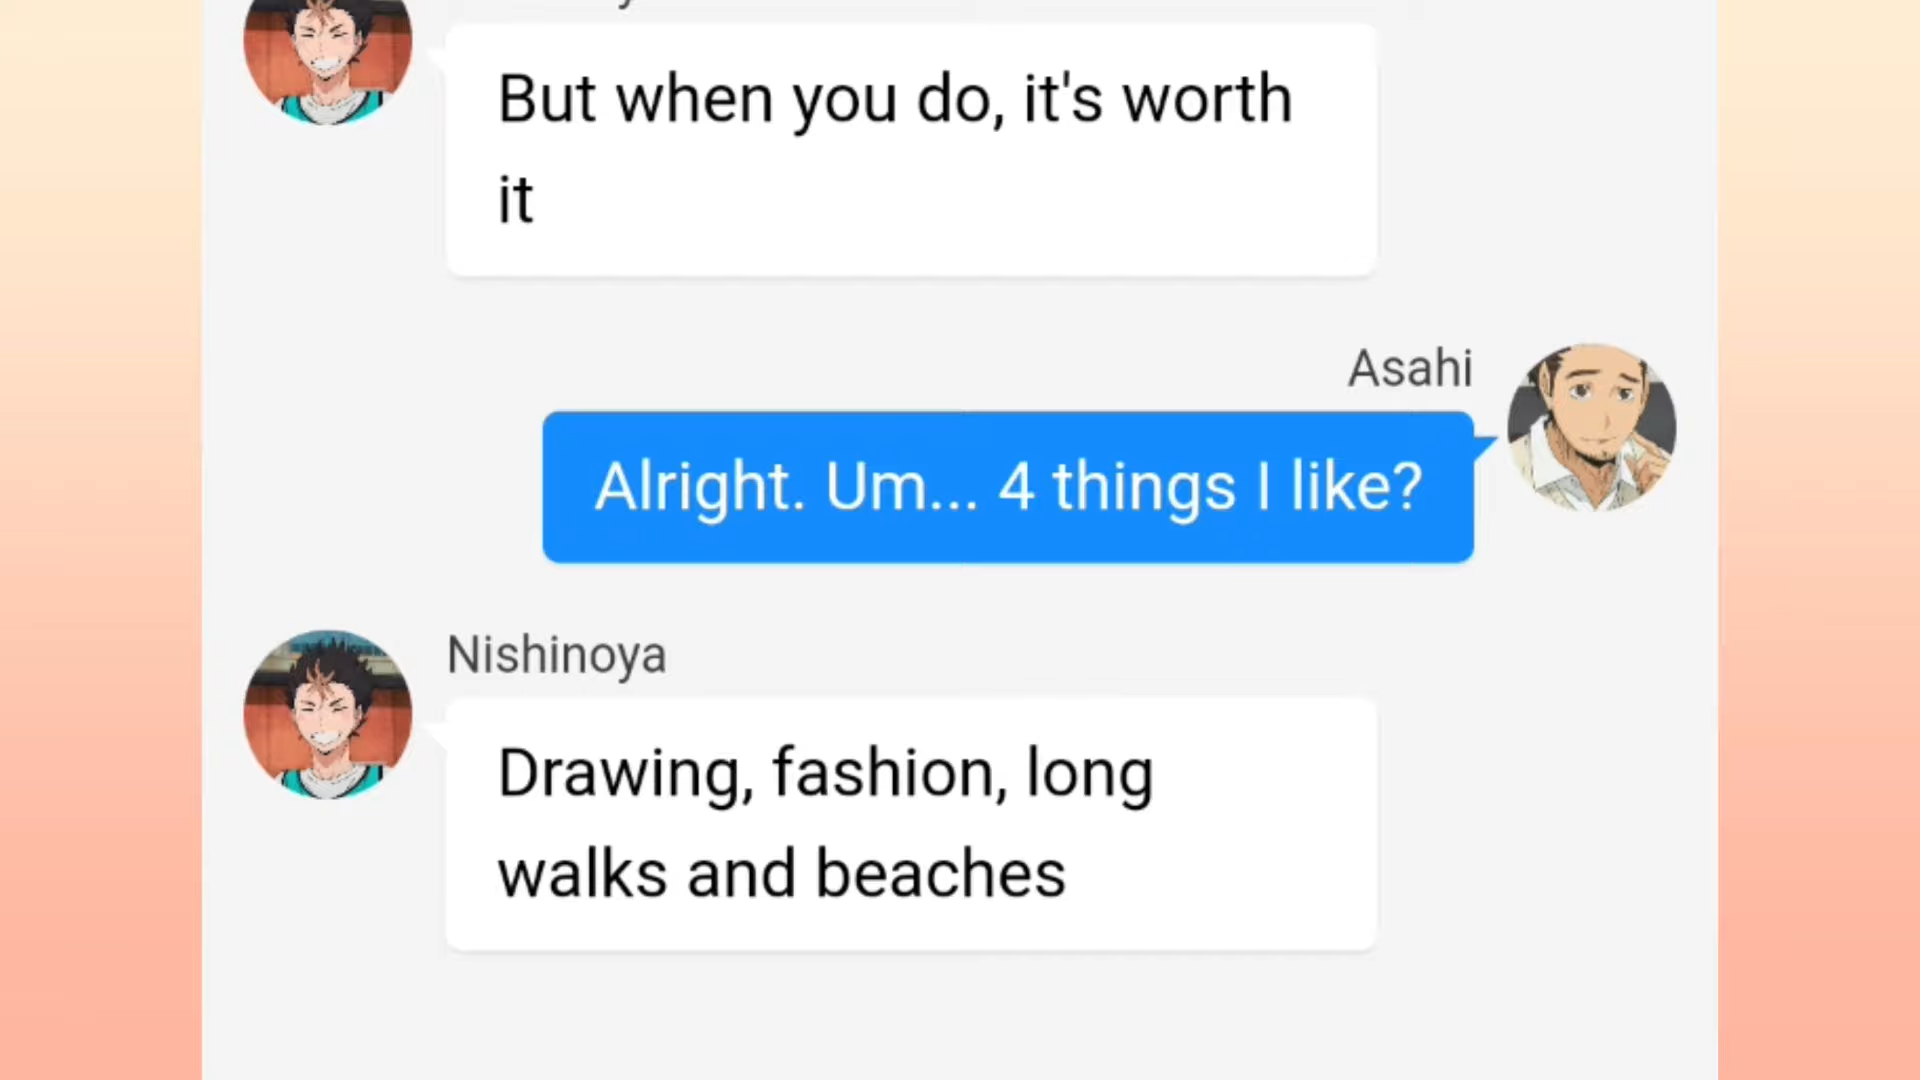 But when you do, it's worth
it
Asahi
Alright. Um... 4 things I like?
Nishinoya
Drawing, fashion, long
walks and beaches